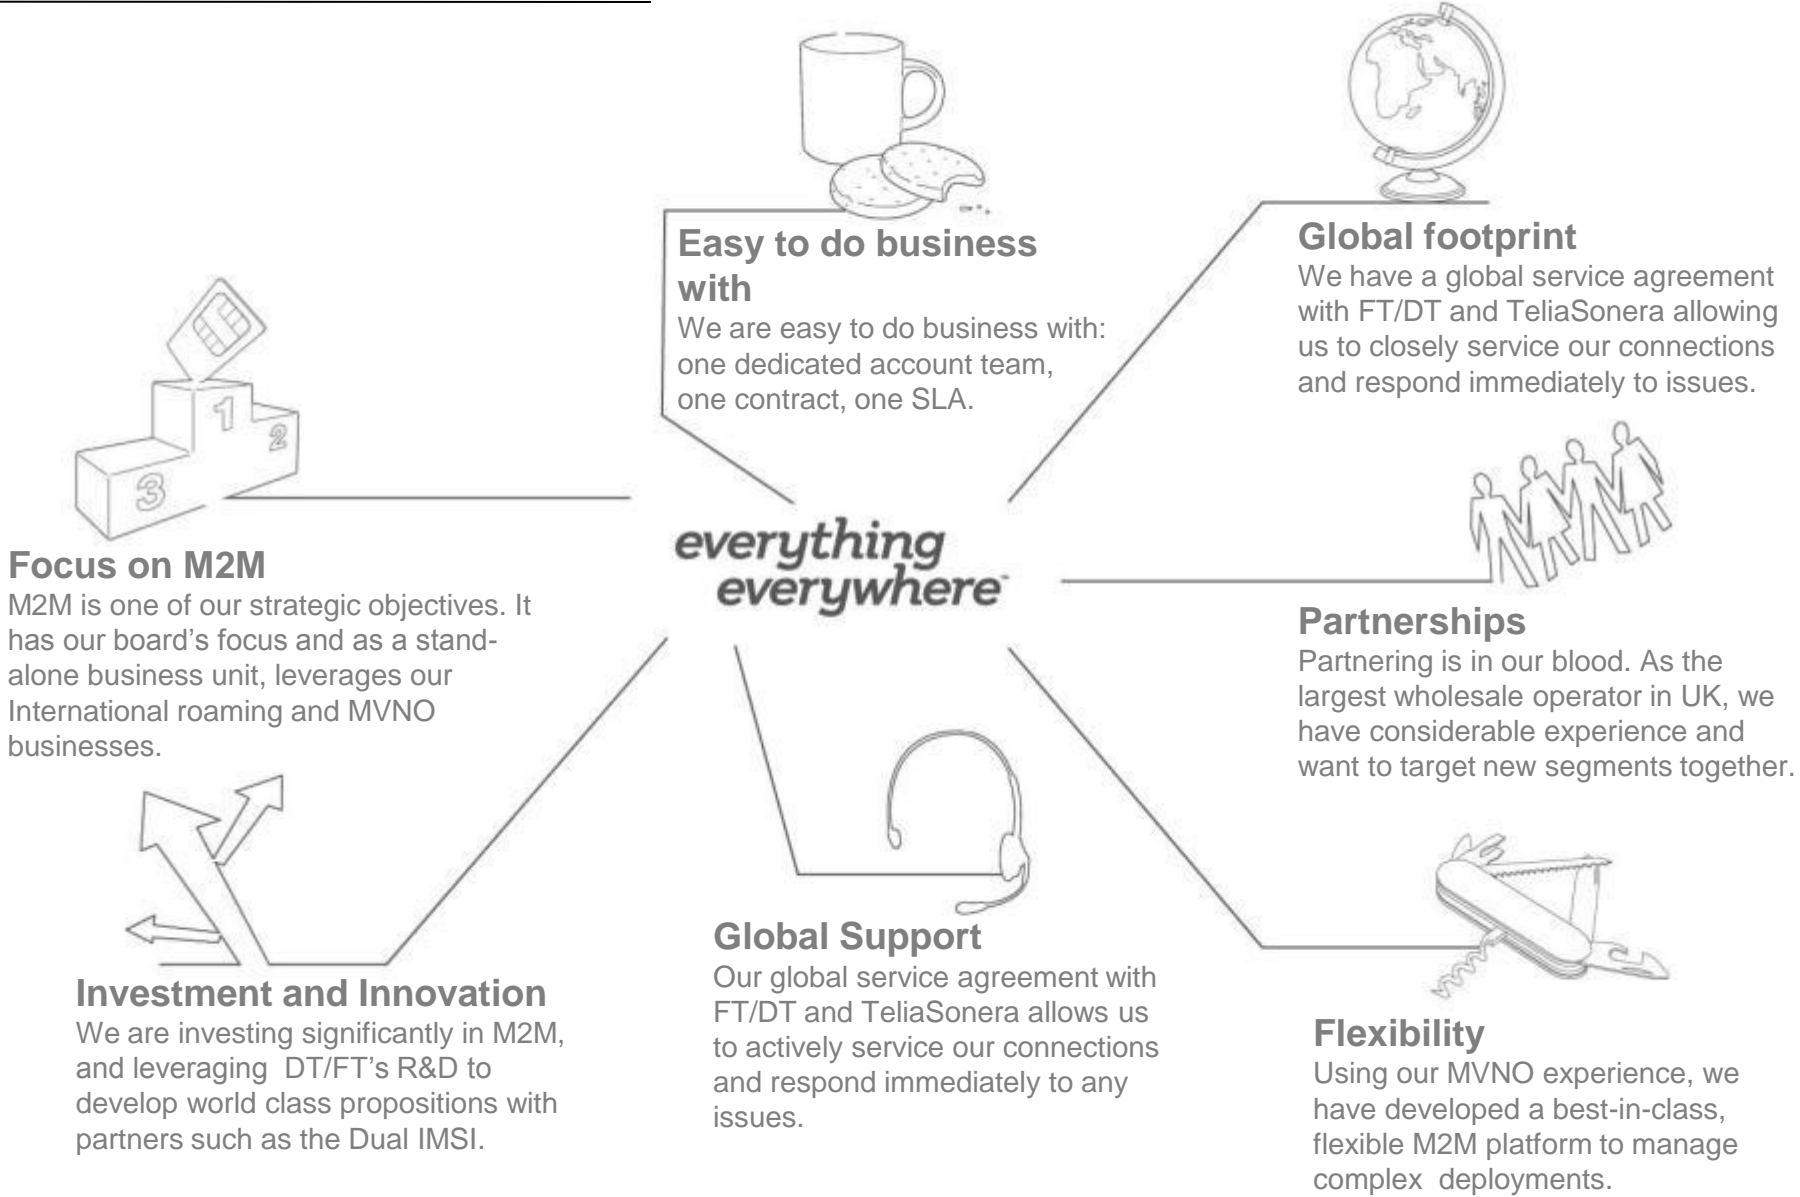 Easy to do business
with
We are easy to do business with:
one dedicated account team,
one contract, one SLA.
Global footprint
We have a global service agreement
with FT/DT and TeliaSonera allowing
us to closely service our connections
and respond immediately to issues.
1
2
3
Focus on M2M
M2M is one of our strategic objectives. It
has our board's focus and as a stand-
alone business unit, leverages our
International roaming and MVNO
businesses.
everything
everywhere™
Partnerships
Partnering is in our blood. As the
largest wholesale operator in UK, we
have considerable experience and
want to target new segments together.
Investment and Innovation
We are investing significantly in M2M,
and leveraging  DT/FT's R&D to
develop world class propositions with
partners such as the Dual IMSI.
Global Support
Our global service agreement with
FT/DT and TeliaSonera allows us
to actively service our connections
and respond immediately to any
issues.
Flexibility
Using our MVNO experience, we
have developed a best-in-class,
flexible M2M platform to manage
complex  deployments.